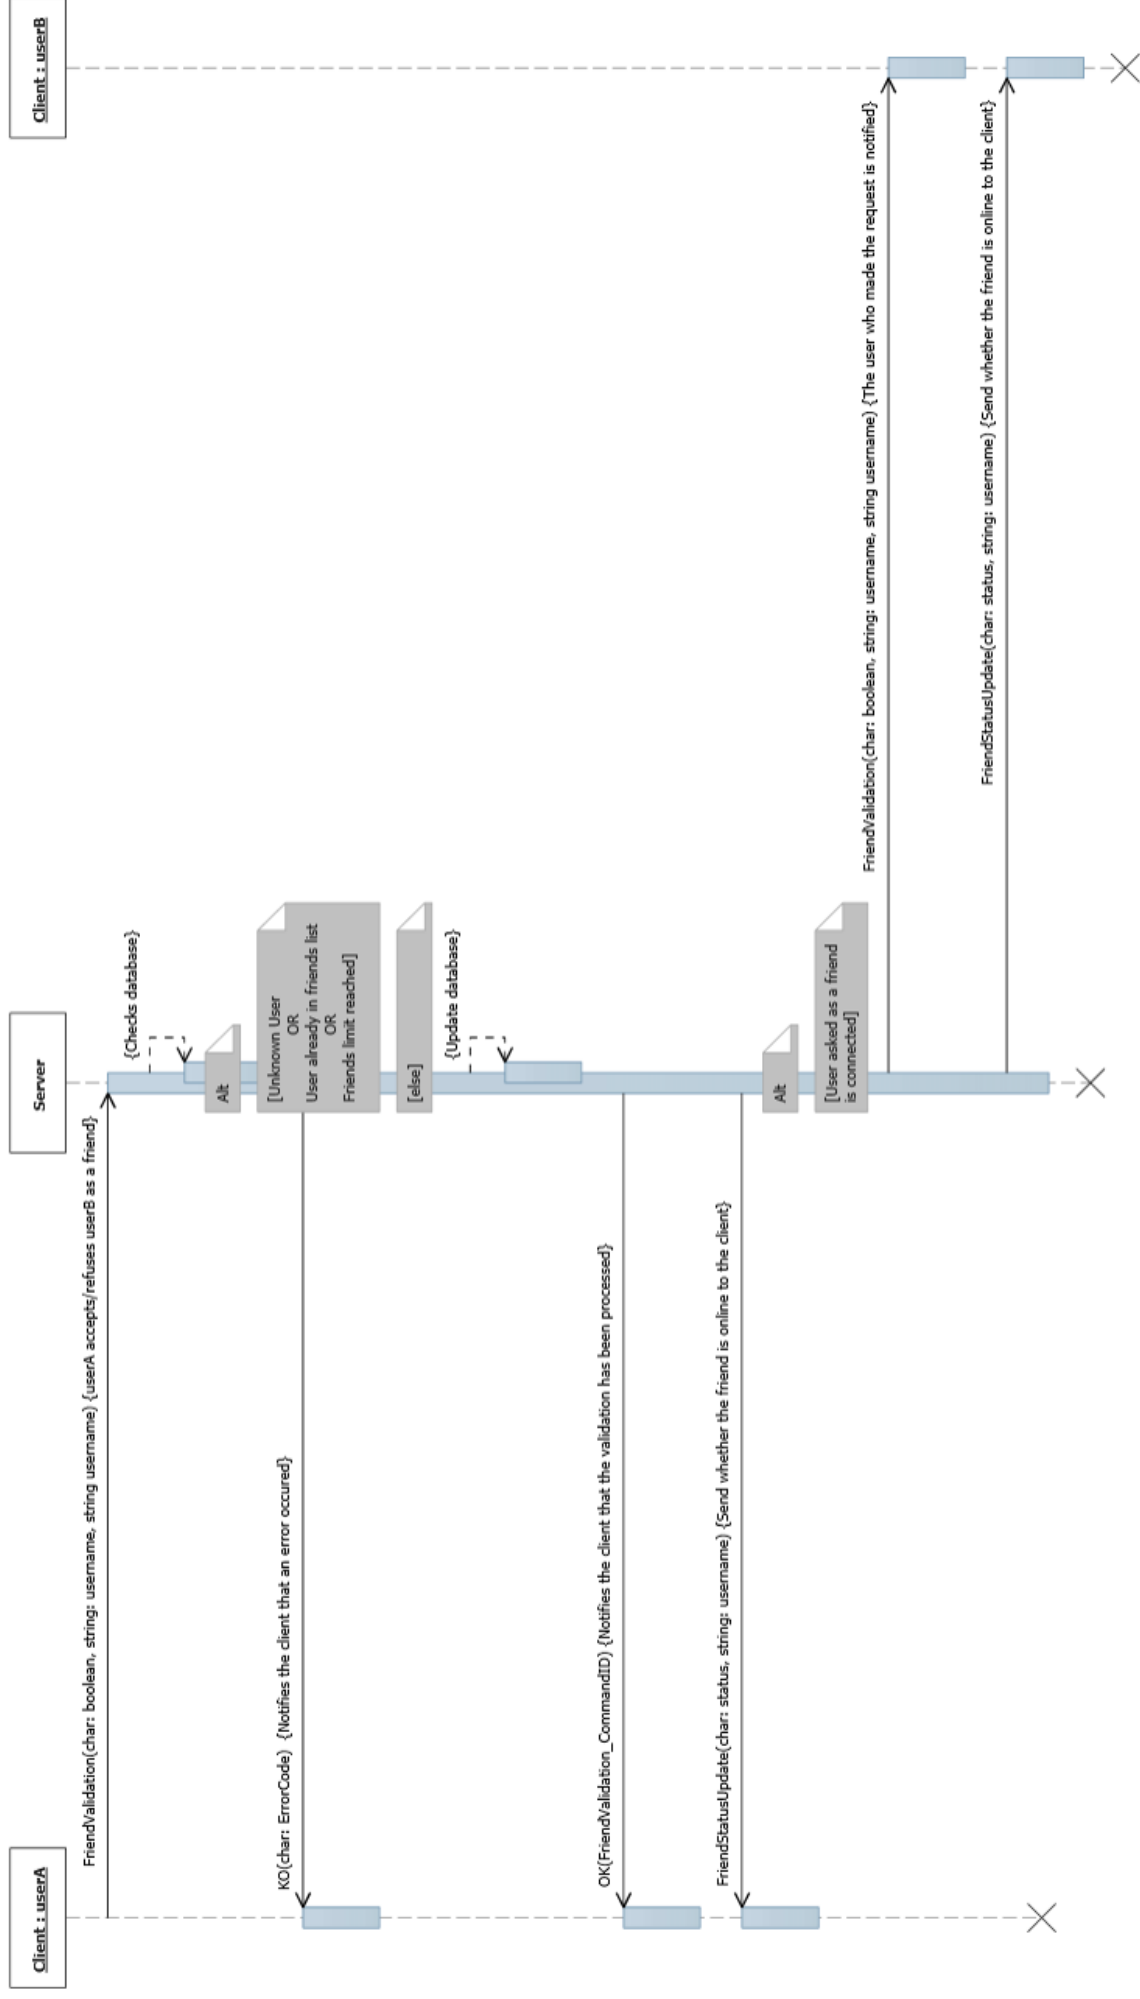 Client : userA
Server
Client : userB
FriendValidation(char: boolean, string: username, string username) {userA accepts/refuses userB as a friend}
{Checks database}
Alt
[Unknown User
OR
User already in friends list
OR
Friends limit reached]
KO(char: ErrorCode) {Notifies the client that an error occured}
[else]
{Update database}
OK(FriendValidation_CommandID) {Notifies the client that the validation has been processed}
FriendStatusUpdate(char: status, string: username) {Send whether the friend is online to the client}
Alt
[User asked as a friend
is connected]
FriendValidation(char: boolean, string: username, string username) {The user who made the request is notified}
FriendStatusUpdate(char: status, string: username) {Send whether the friend is online to the client}